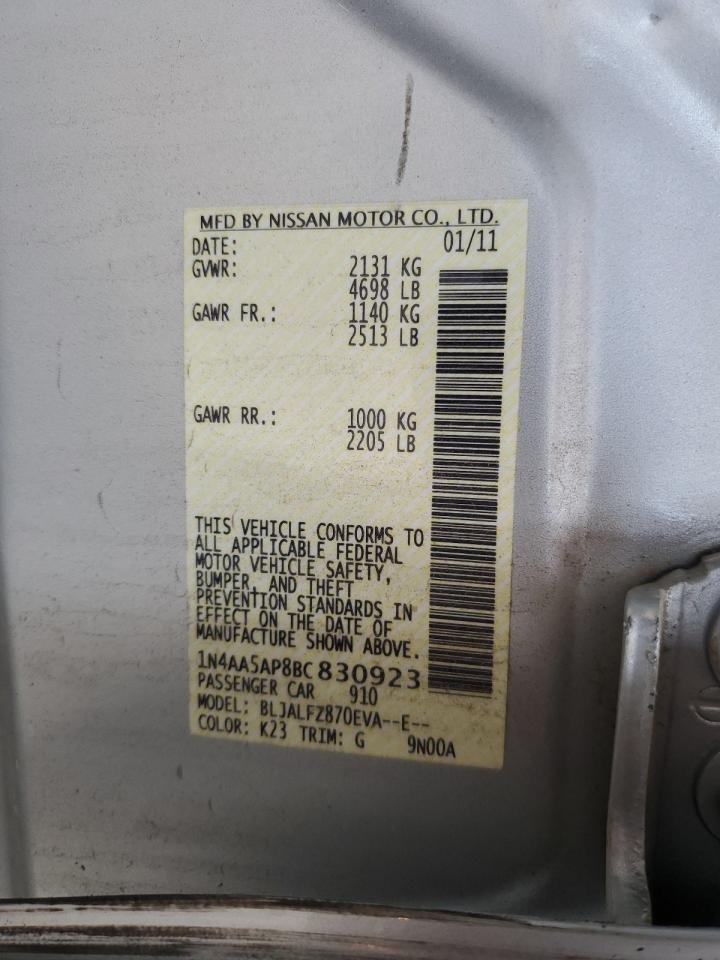 MFD BY NISSAN MOTOR CO., LTD.
DATE: 01/11
GVWR: 2131 KG
4698 LB
GAWR FR.: 1140 KG
2513 LB
GAWR RR.: 1000 KG
2205 LB
THIS VEHICLE CONFORMS TO
ALL APPLICABLE FEDERAL
MOTOR VEHICLE SAFETY,
BUMPER, AND THEFT
PREVENTION STANDARDS IN
EFFECT ON THE DATE OF
MANUFACTURE SHOWN ABOVE.
1N4AA5AP8BC830923
PASSENGER CAR 910
MODEL: BLJALFZ870EVA--E--
COLOR: K23 TRIM: G 9N00A